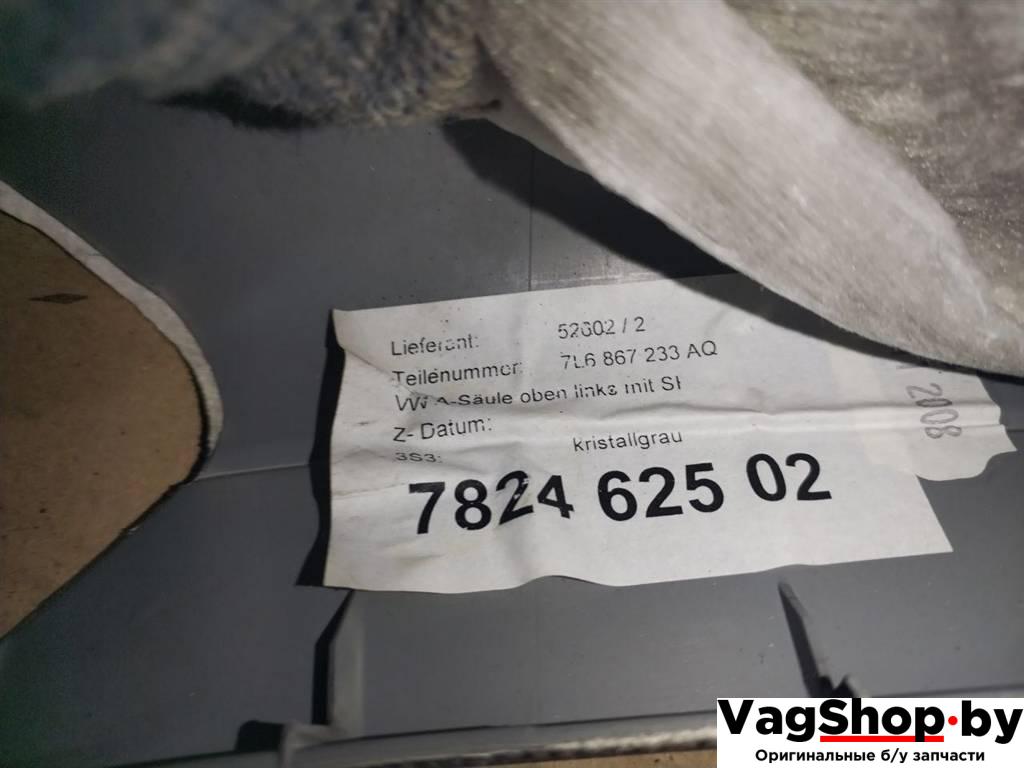 Lieferant: 52602 / 2
Teilenummer: 7L6 867 233 AQ
VW A-Säule oben links mit SI
Z- Datum:
3S3: kristallgrau
7824 625 02
2008
VagShop.by
Оригинальные б/у запчасти